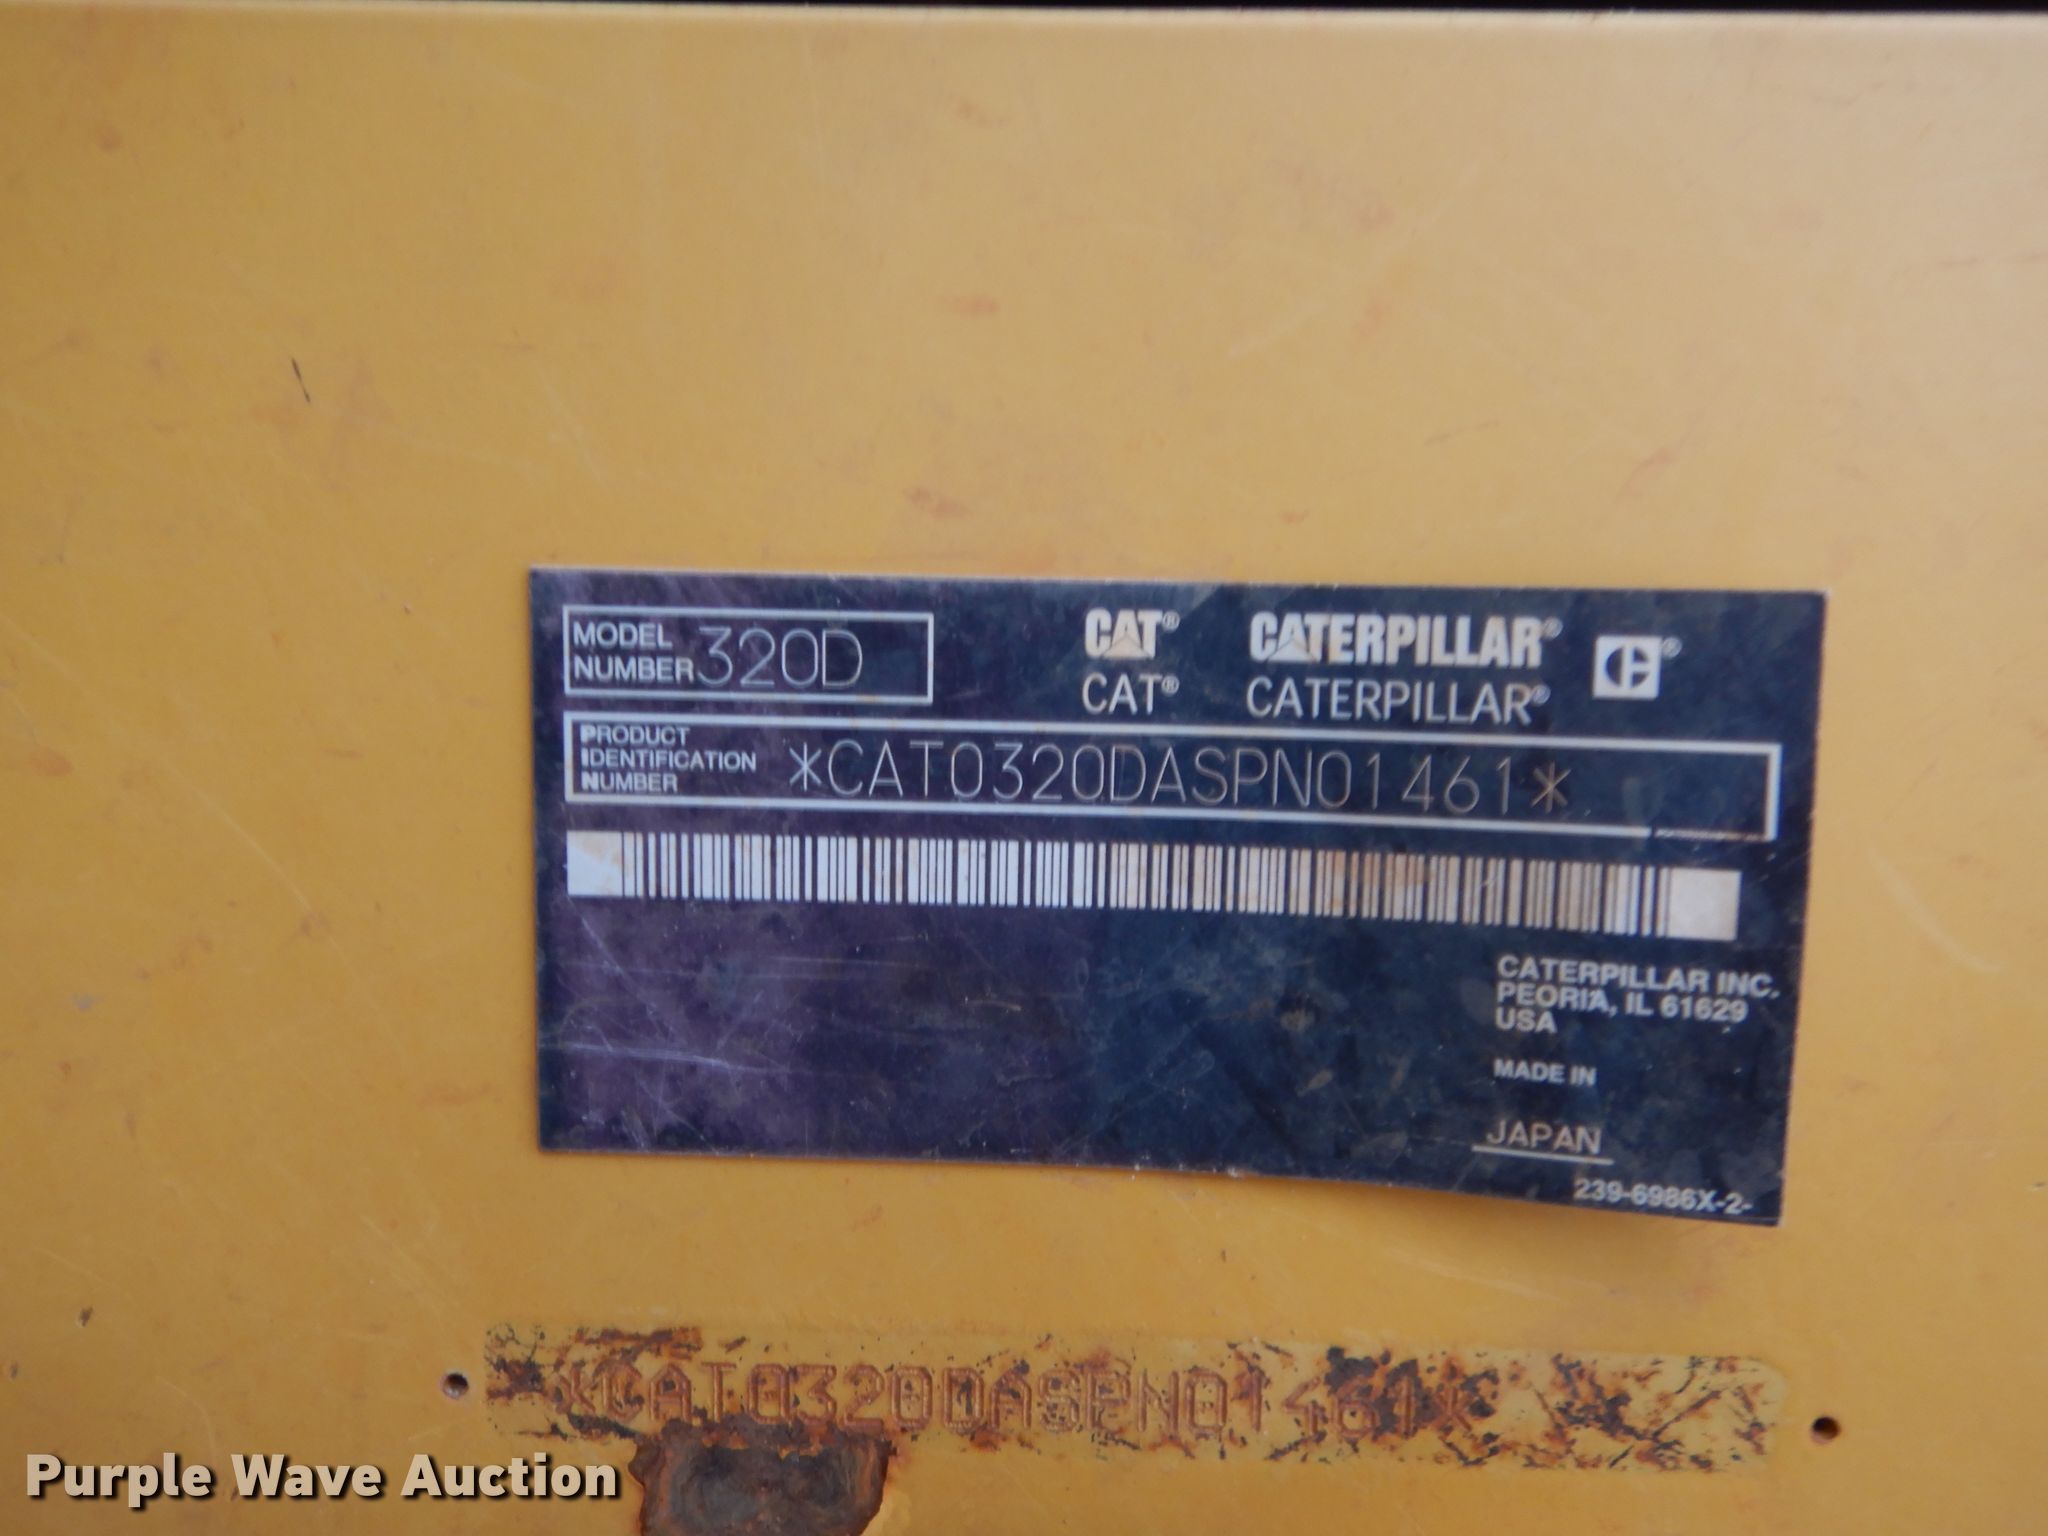 MODEL NUMBER 320D
CAT® CATERPILLAR®
CAT® CATERPILLAR®
PRODUCT IDENTIFICATION NUMBER *CAT0320DASPN01461*
CATERPILLAR INC.
PEORIA, IL 61629
USA
MADE IN
JAPAN
239-6986X-2-
*CAT0320DASPN01461*
Purple Wave Auction